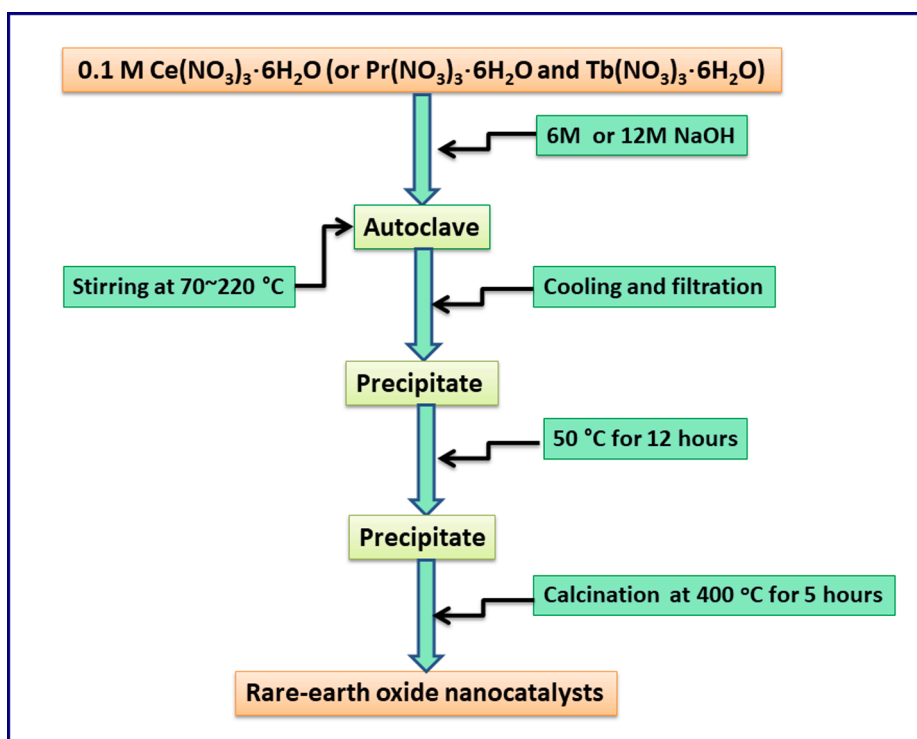 0.1 M Ce(NO₃)₃·6H₂O (or Pr(NO₃)₃·6H₂O and Tb(NO₃)₃·6H₂O)
6M or 12M NaOH
Autoclave
Stirring at 70~220 °C
Cooling and filtration
Precipitate
50 °C for 12 hours
Precipitate
Calcination at 400 °C for 5 hours
Rare-earth oxide nanocatalysts